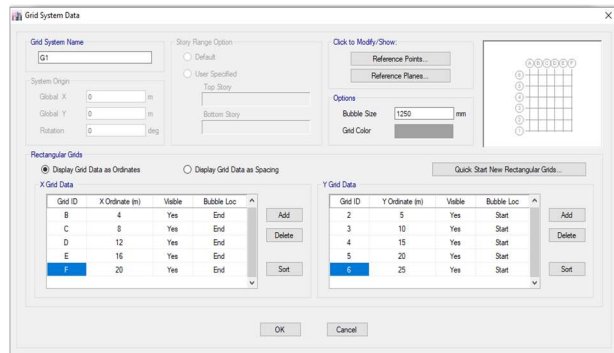 Grid System Data
Grid System Name
G1
System Origin
Global X 0 m
Global Y 0 m
Rotation 0 deg
Story Range Option
Default
User Specified
Top Story
Bottom Story
Click to Modify/Show:
Reference Points...
Reference Planes...
Options
Bubble Size 1250 mm
Grid Color
A B C D E F
6
5
4
3
2
1
Rectangular Grids
Display Grid Data as Ordinates
Display Grid Data as Spacing
Quick Start New Rectangular Grids...
X Grid Data
Grid ID X Ordinate (m) Visible Bubble Loc
B 4 Yes End
C 8 Yes End
D 12 Yes End
E 16 Yes End
F 20 Yes End
Add
Delete
Sort
Y Grid Data
Grid ID Y Ordinate (m) Visible Bubble Loc
2 5 Yes Start
3 10 Yes Start
4 15 Yes Start
5 20 Yes Start
6 25 Yes Start
Add
Delete
Sort
OK
Cancel